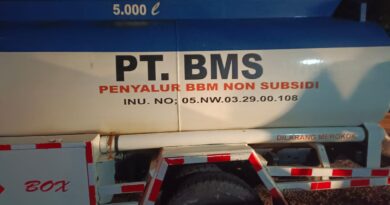 5.000 ℓ
PT. BMS
PENYALUR BBM NON SUBSIDI
INU. NO; 05.NW.03.29.00.108
DILARANG MEROKOK
BOX